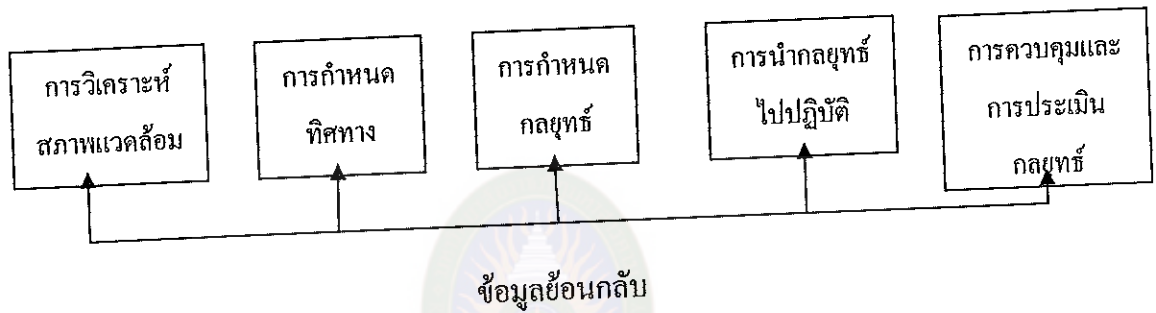 การวิเคราะห์
สภาพแวดล้อม
การกำหนด
ทิศทาง
การกำหนด
กลยุทธ์
การนำกลยุทธ์
ไปปฏิบัติ
การควบคุมและ
การประเมิน
กลยุทธ์
ข้อมูลย้อนกลับ